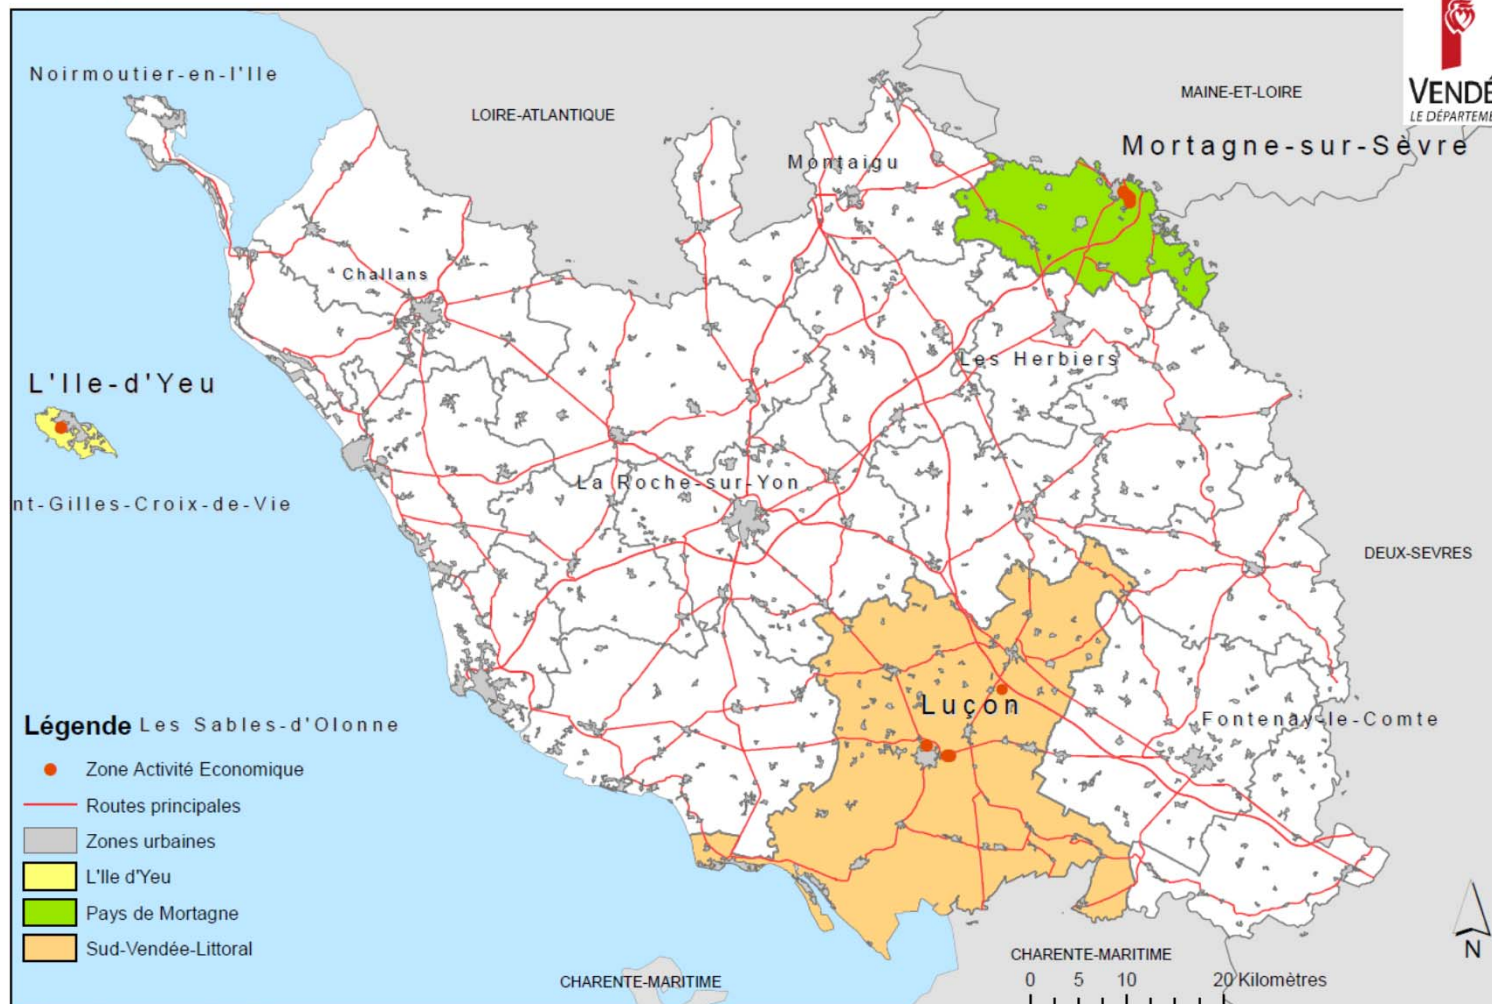 Noirmoutier-en-l'Ile
LOIRE-ATLANTIQUE
MAINE-ET-LOIRE
VENDÉ
LE DÉPARTEME
Mortagne-sur-Sèvre
Montaigu
Challans
Les Herbiers
L'Ile-d'Yeu
La Roche-sur-Yon
nt-Gilles-Croix-de-Vie
DEUX-SEVRES
Luçon
Fontenay-le-Comte
Légende
Les Sables-d'Olonne
Zone Activité Economique
Routes principales
Zones urbaines
L'Ile d'Yeu
Pays de Mortagne
Sud-Vendée-Littoral
CHARENTE-MARITIME
CHARENTE-MARITIME
0 5 10 20 Kilomètres
N